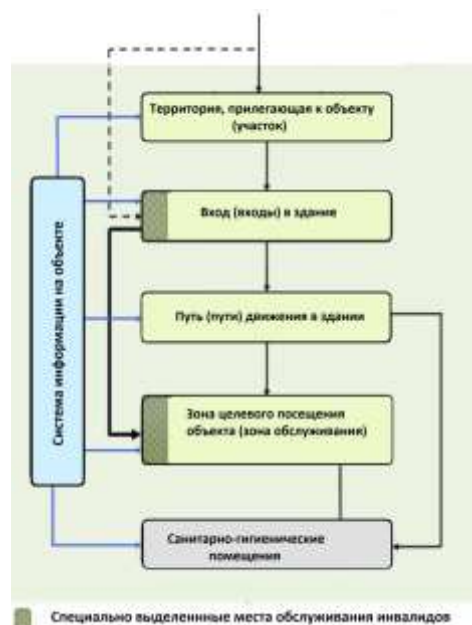 Территория, прилегающая к объекту
(участок)
Система информации на объекте
Вход (входы) в здание
Путь (пути) движения в здании
Зона целевого посещения
объекта (зона обслуживания)
Санитарно-гигиенические
помещения
Специально выделеннные места обслуживания инвалидов